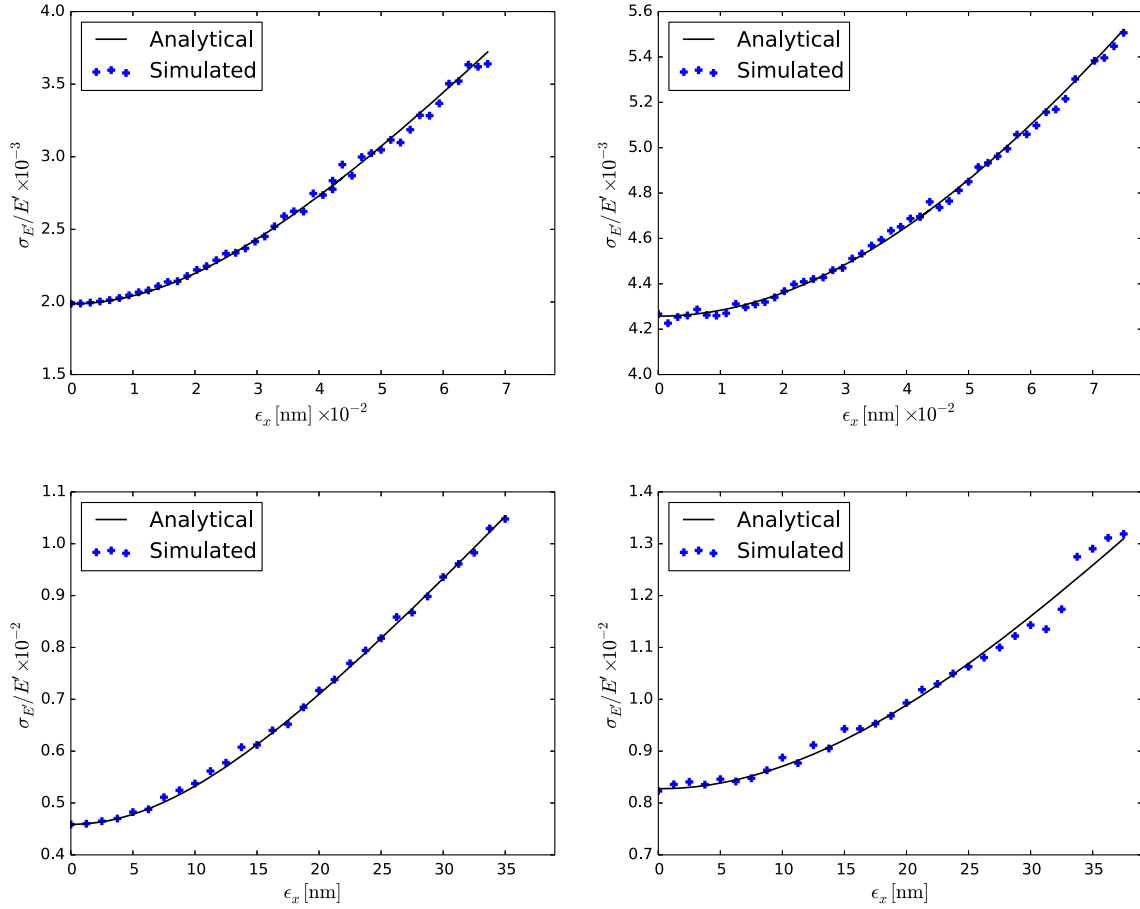 4.0
3.5
3.0
2.5
2.0
1.5
σ_E′/E′ ×10⁻³
Analytical
Simulated
0 1 2 3 4 5 6 7
ϵ_x [nm] ×10⁻²
5.6
5.4
5.2
5.0
4.8
4.6
4.4
4.2
4.0
σ_E′/E′ ×10⁻³
Analytical
Simulated
0 1 2 3 4 5 6 7
ϵ_x [nm] ×10⁻²
1.1
1.0
0.9
0.8
0.7
0.6
0.5
0.4
σ_E′/E′ ×10⁻²
Analytical
Simulated
0 5 10 15 20 25 30 35
ϵ_x [nm]
1.4
1.3
1.2
1.1
1.0
0.9
0.8
0.7
σ_E′/E′ ×10⁻²
Analytical
Simulated
0 5 10 15 20 25 30 35
ϵ_x [nm]